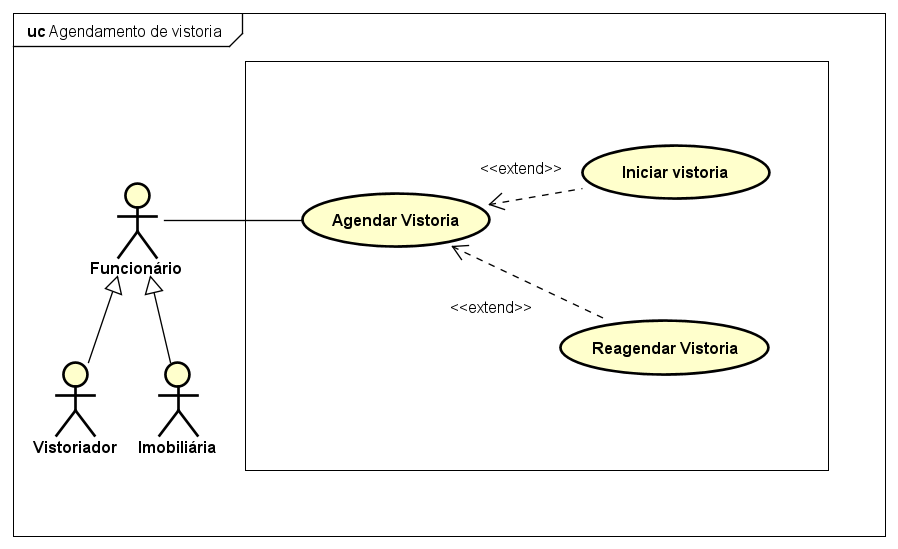 uc Agendamento de vistoria
<<extend>>
Iniciar vistoria
Agendar Vistoria
Funcionário
<<extend>>
Reagendar Vistoria
Vistoriador
Imobiliária